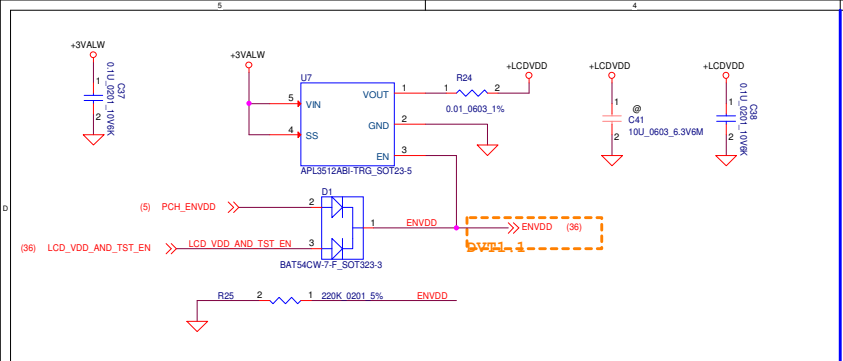 5
4
D
+3VALW
1
C37
0.1U_0201_10V6K
2
+3VALW
U7
5
VIN
4
SS
VOUT
1
GND
2
EN
3
APL3512ABI-TRG_SOT23-5
R24
1
2
0.01_0603_1%
+LCDVDD
+LCDVDD
1
@
C41
10U_0603_6.3V6M
2
+LCDVDD
1
C38
0.1U_0201_10V6K
2
(5) PCH_ENVDD
2
D1
1
ENVDD
ENVDD (36)
DVT1.1
(36) LCD_VDD_AND_TST_EN
LCD_VDD_AND_TST_EN
3
BAT54CW-7-F_SOT323-3
R25
2
1
220K_0201_5%
ENVDD